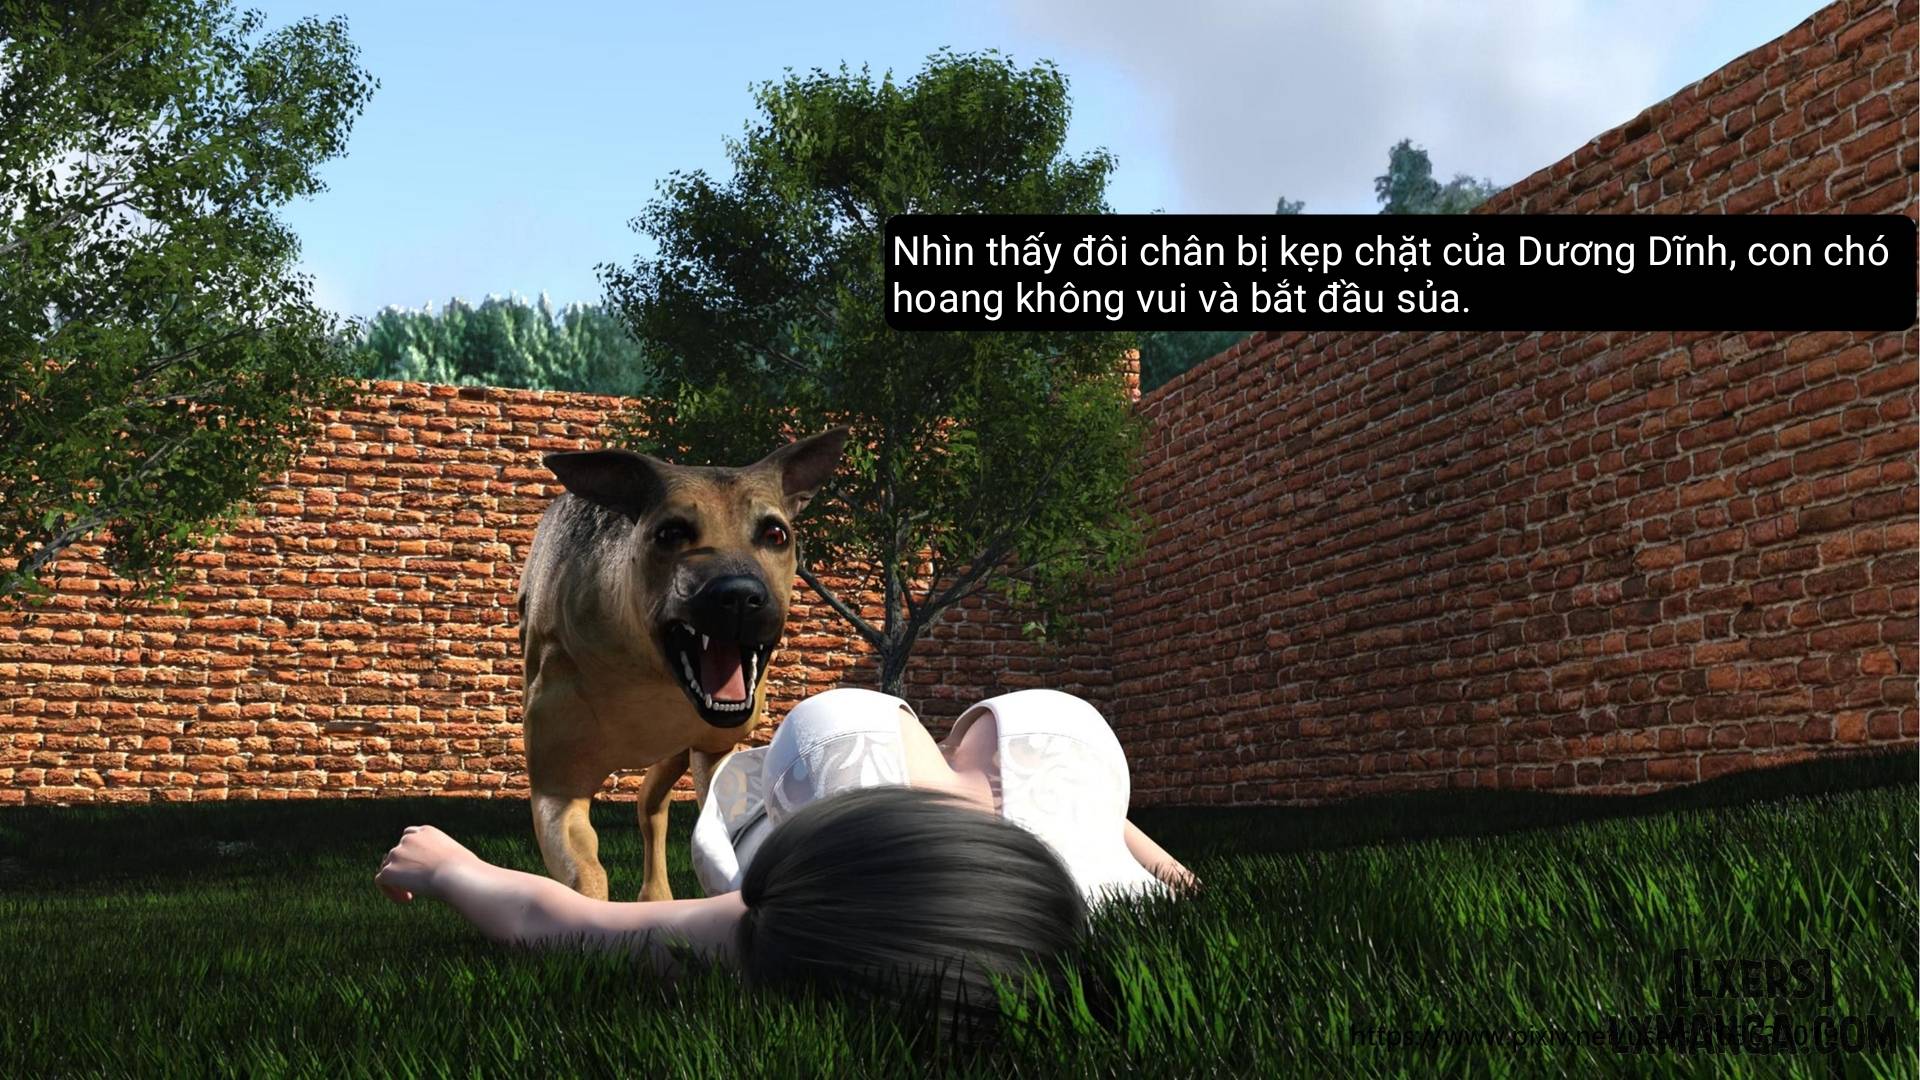 Nhìn thấy đôi chân bị kẹp chặt của Dương Dĩnh, con chó
hoang không vui và bắt đầu sủa.
[LXERS]
LXMANGA.COM